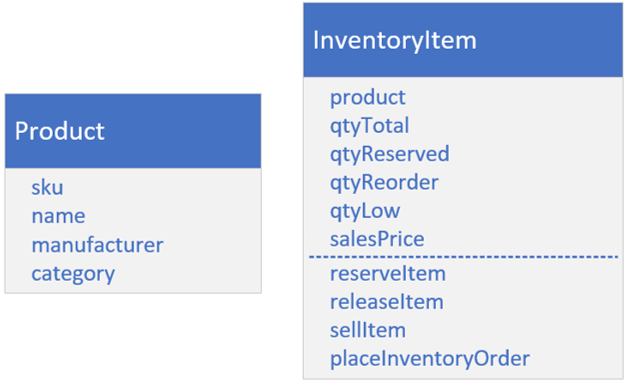 Product
sku
name
manufacturer
category
InventoryItem
product
qtyTotal
qtyReserved
qtyReorder
qtyLow
salesPrice
reserveItem
releaseItem
sellItem
placeInventoryOrder